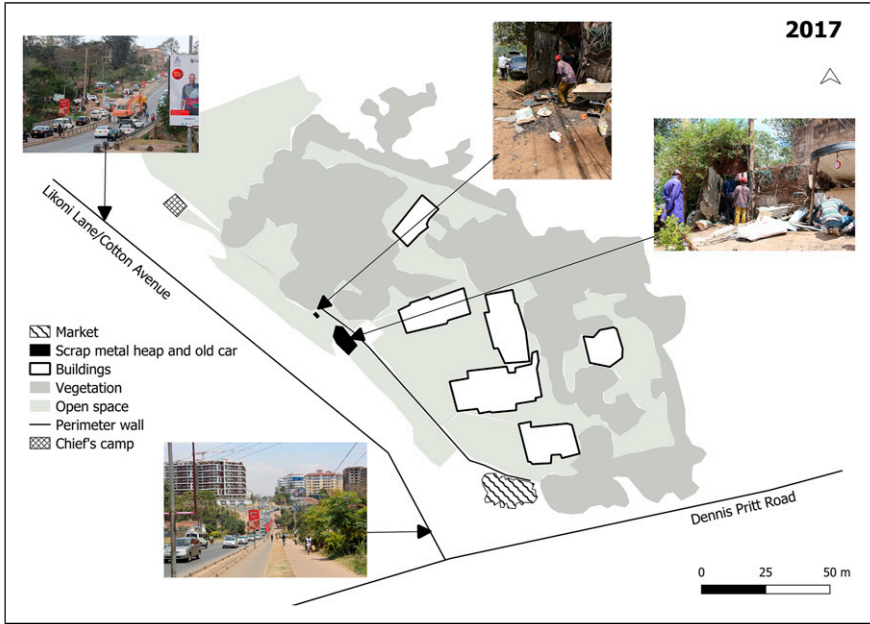 2017
Likoni Lane/Cotton Avenue
Market
Scrap metal heap and old car
Buildings
Vegetation
Open space
Perimeter wall
Chief's camp
Dennis Pritt Road
0 25 50 m